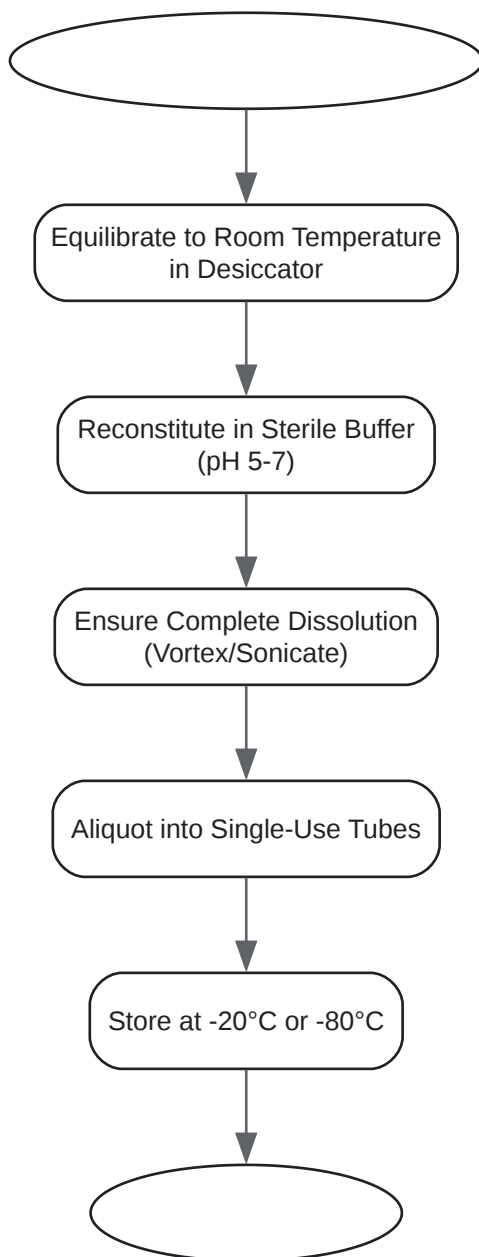 Equilibrate to Room Temperature
in Desiccator
Reconstitute in Sterile Buffer
(pH 5-7)
Ensure Complete Dissolution
(Vortex/Sonicate)
Aliquot into Single-Use Tubes
Store at -20°C or -80°C